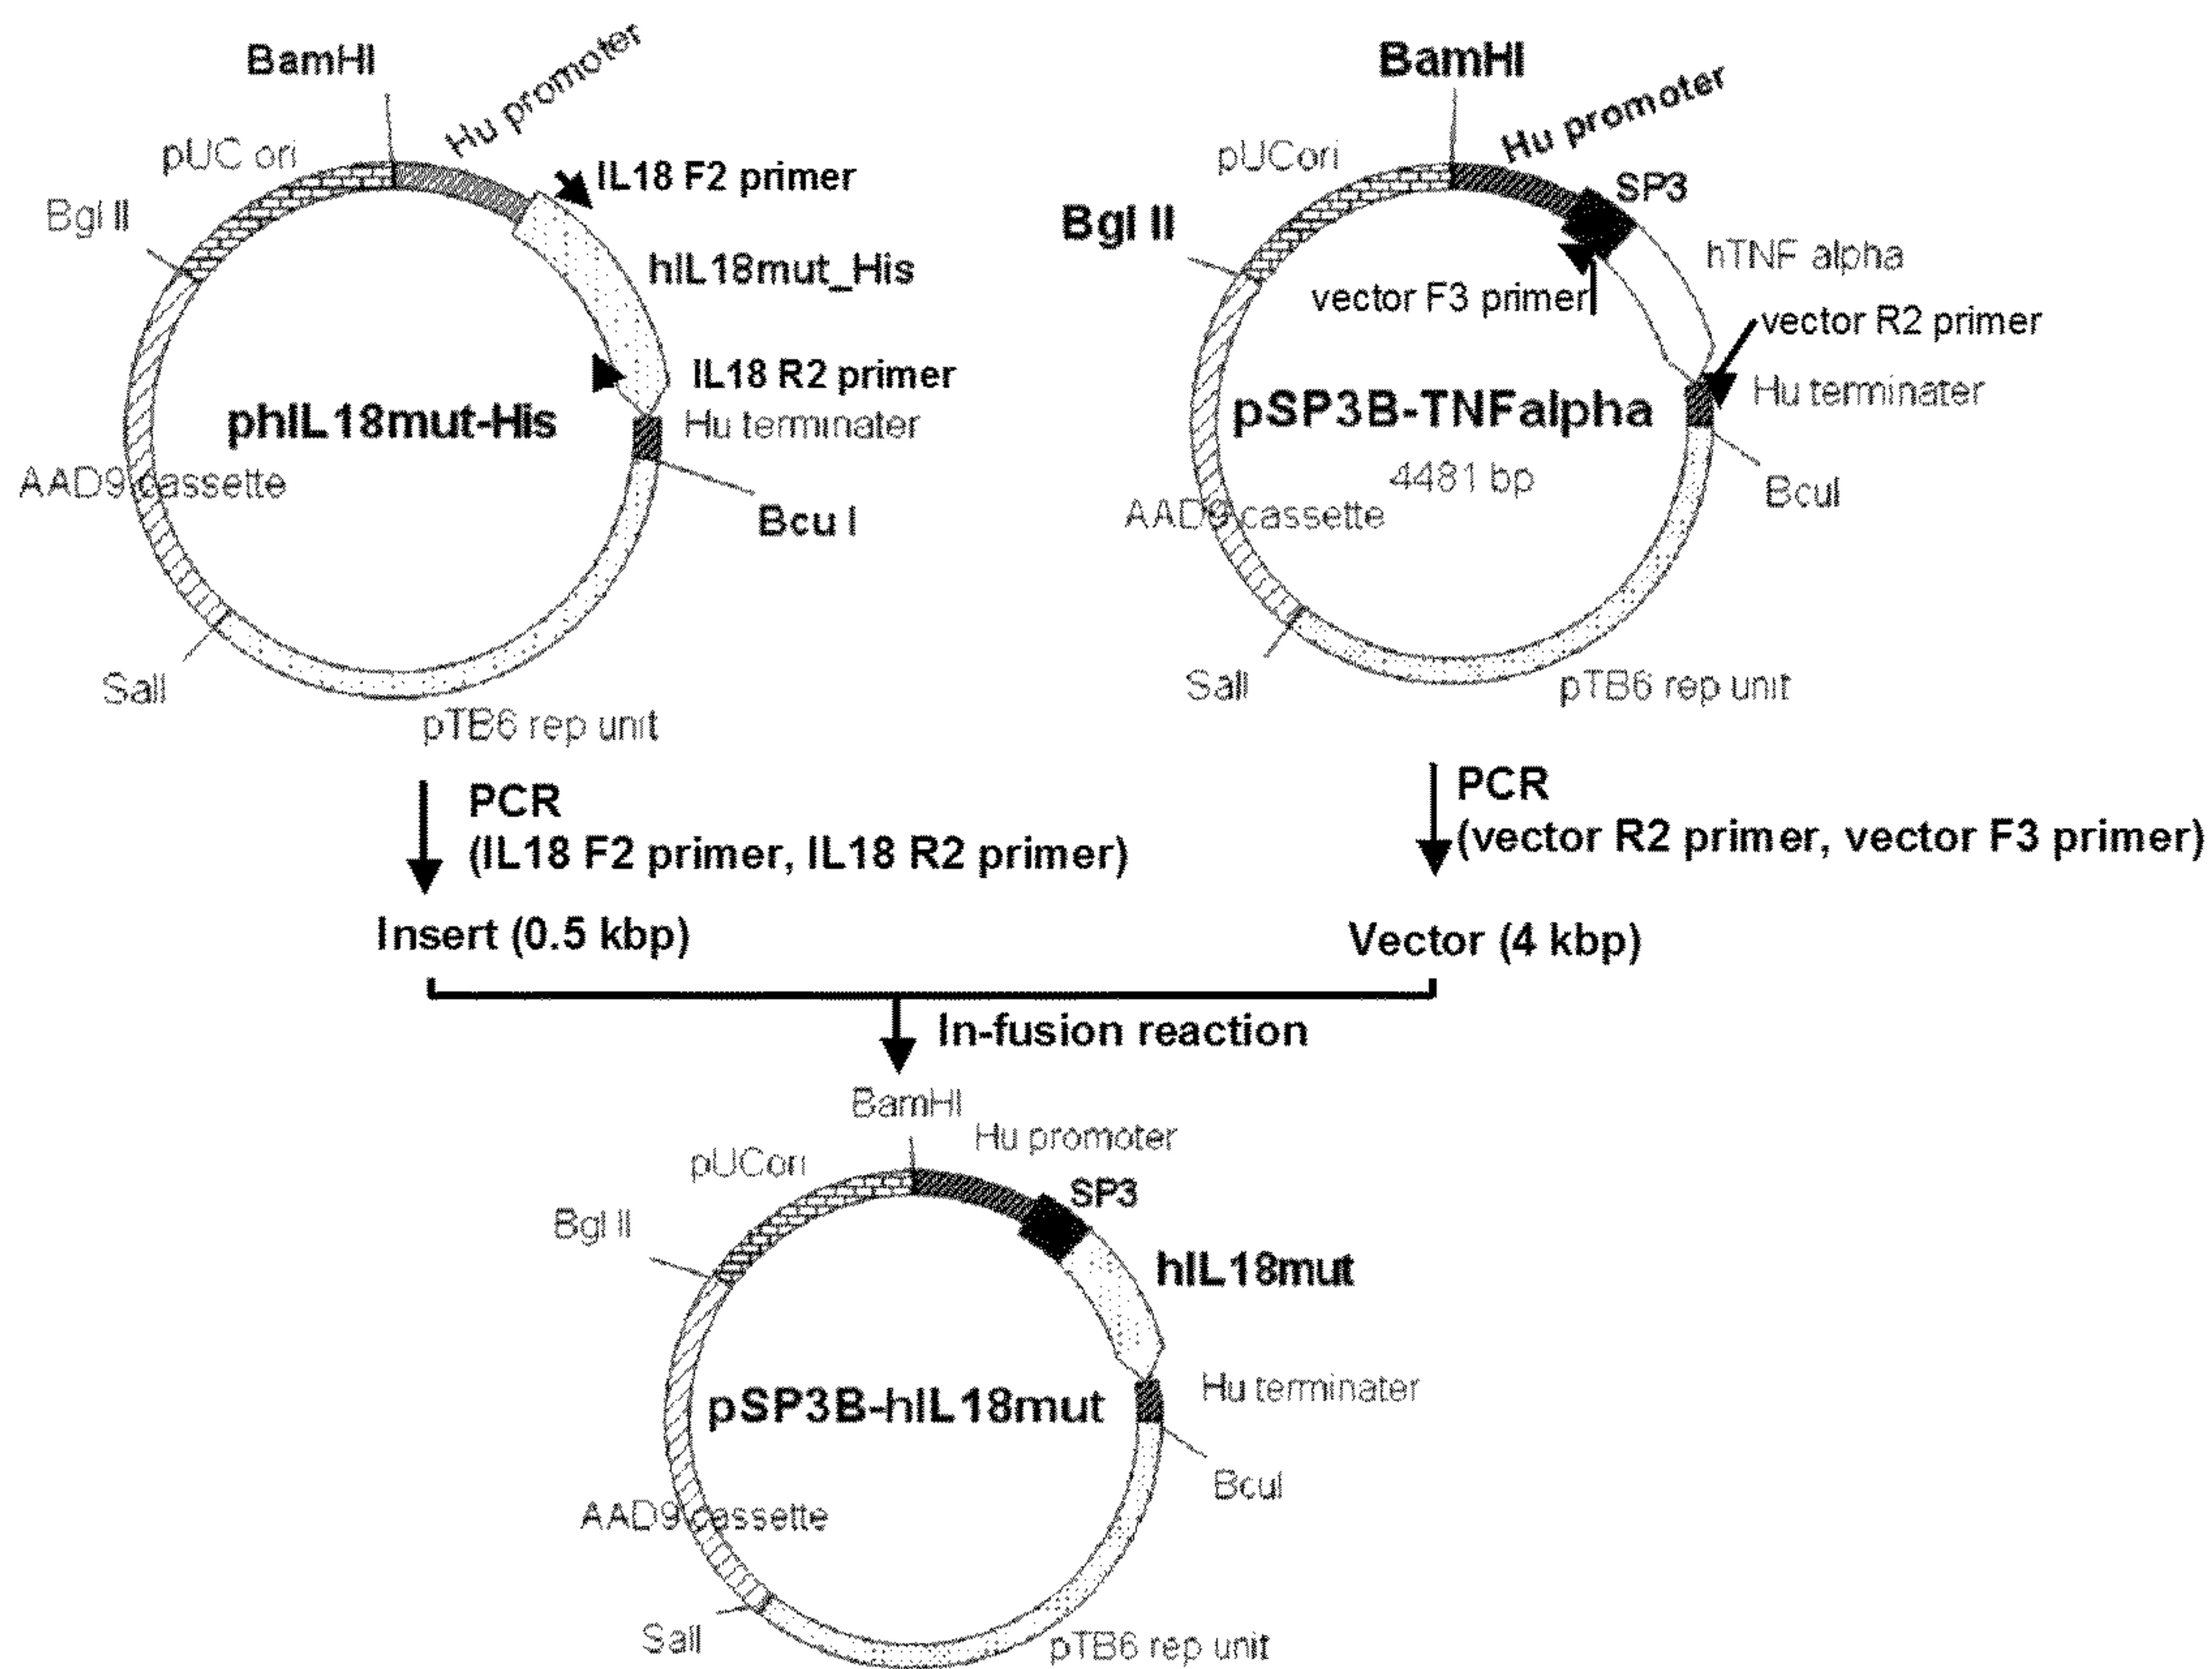 BamHI
Hu promoter
pUC ori
IL18 F2 primer
Bgl II
hIL18mut_His
IL18 R2 primer
phIL18mut-His
Hu terminater
AAD9 cassette
Bcu I
SalI
pTB6 rep unit
BamHI
Hu promoter
pUCori
SP3
Bgl II
hTNF alpha
vector F3 primer
vector R2 primer
pSP3B-TNFalpha
Hu terminater
4481 bp
BcuI
AAD9 cassette
SalI
pTB6 rep unit
PCR
(IL18 F2 primer, IL18 R2 primer)
PCR
(vector R2 primer, vector F3 primer)
Insert (0.5 kbp)
Vector (4 kbp)
In-fusion reaction
BamHI
Hu promoter
pUCori
SP3
Bgl II
hIL18mut
Hu terminater
pSP3B-hIL18mut
BcuI
AAD9 cassette
SalI
pTB6 rep unit